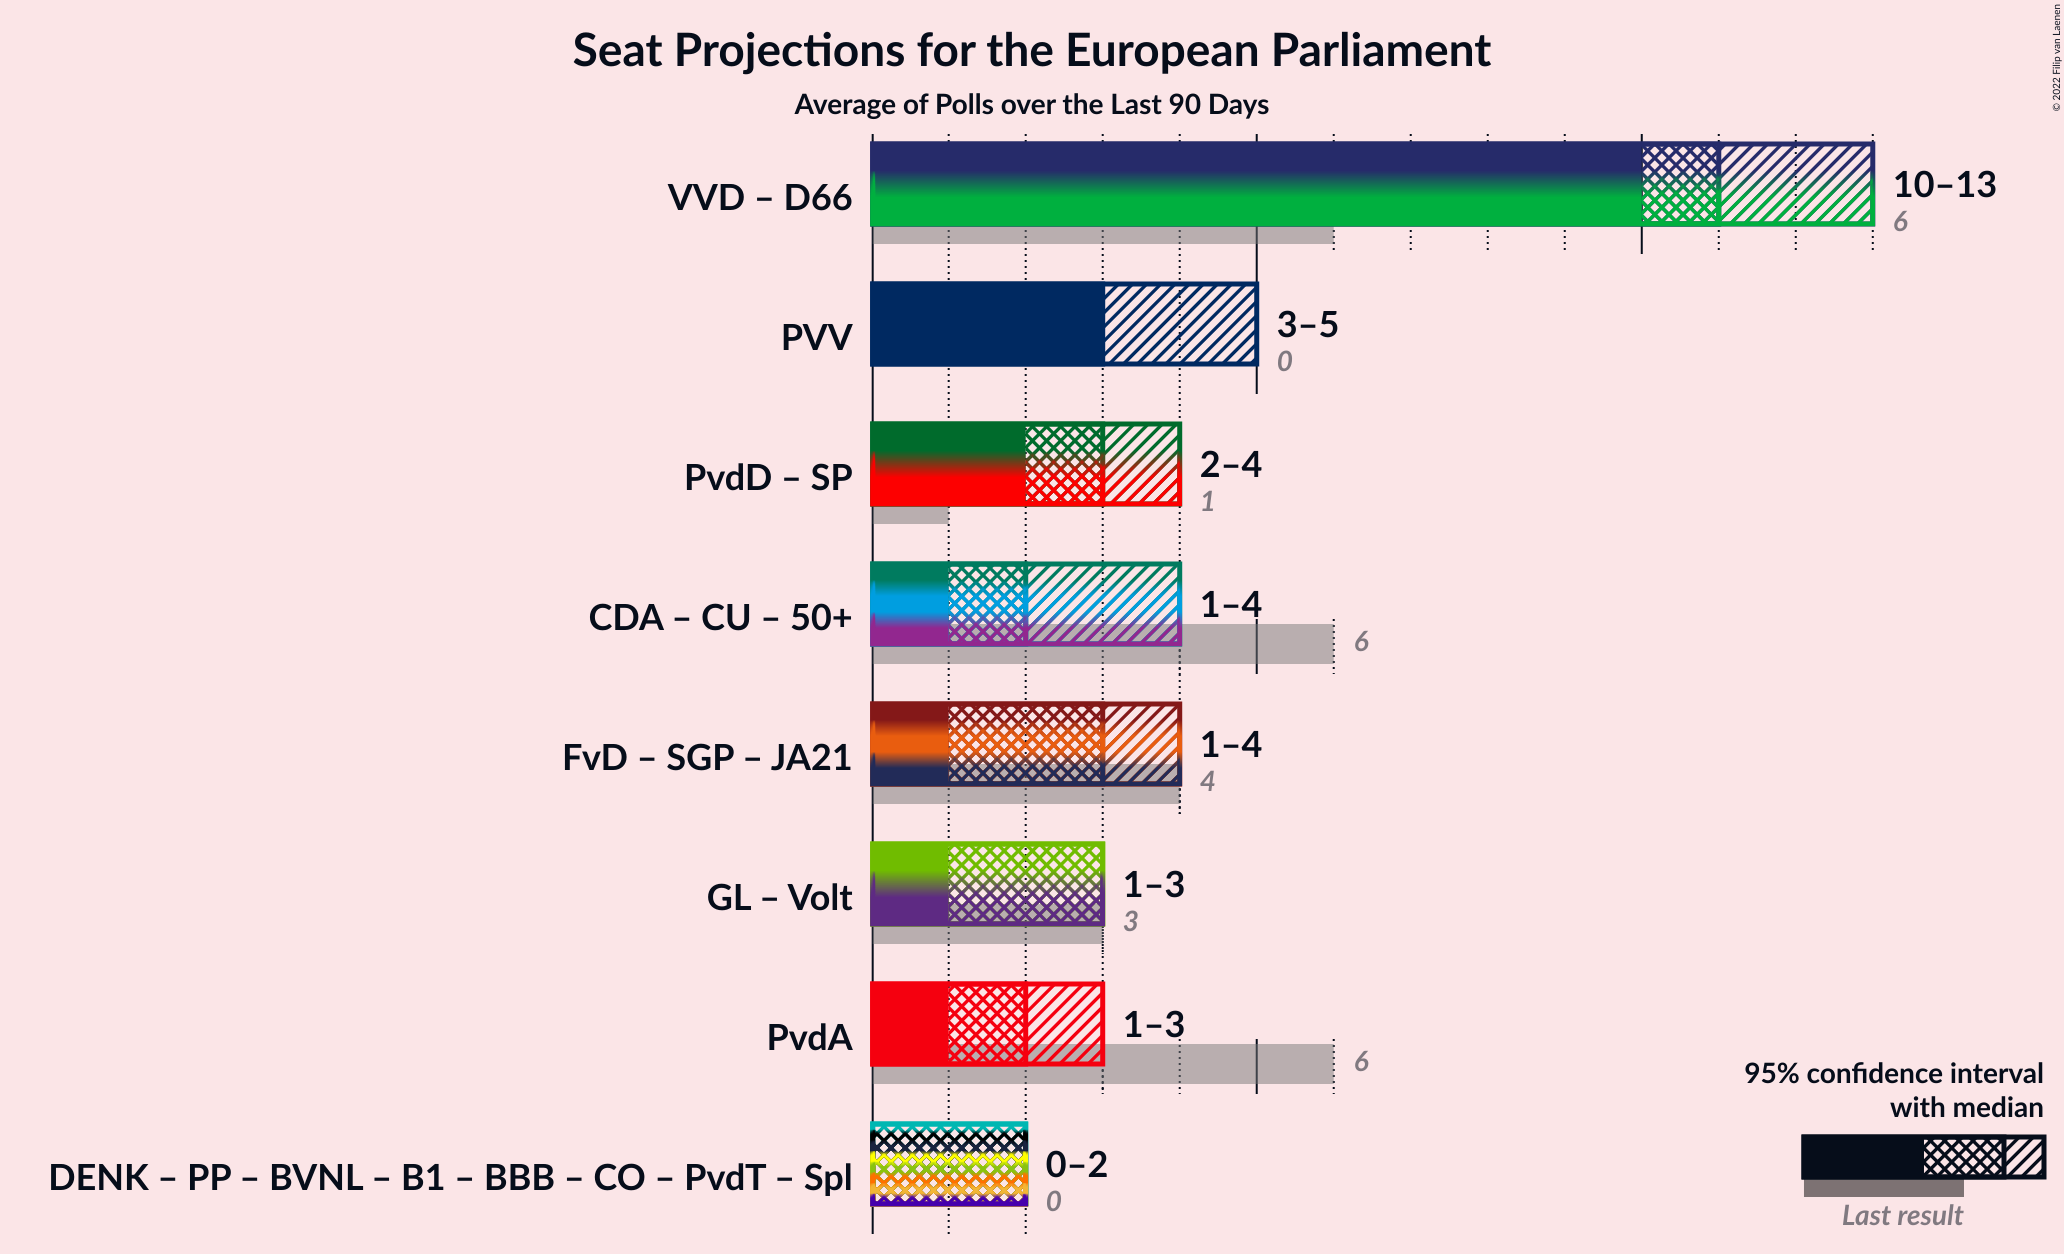 Seat Projections for the European Parliament
Average of Polls over the Last 90 Days
© 2022 Filip van Laenen
VVD – D66
10–13
6
PVV
3–5
0
PvdD – SP
2–4
1
CDA – CU – 50+
1–4
6
FvD – SGP – JA21
1–4
4
GL – Volt
1–3
3
PvdA
1–3
6
DENK – PP – BVNL – B1 – BBB – CO – PvdT – Spl
0–2
0
95% confidence interval
with median
Last result